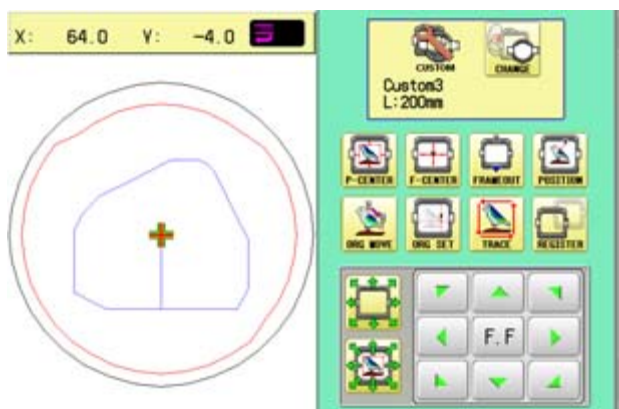 X: 64.0 Y: -4.0
CUSTOM CHANGE
Custom3
L:200mm
P-CENTER F-CENTER FRAMEOUT POSITION
ORG MOVE ORG SET TRACE REGISTER
F.F